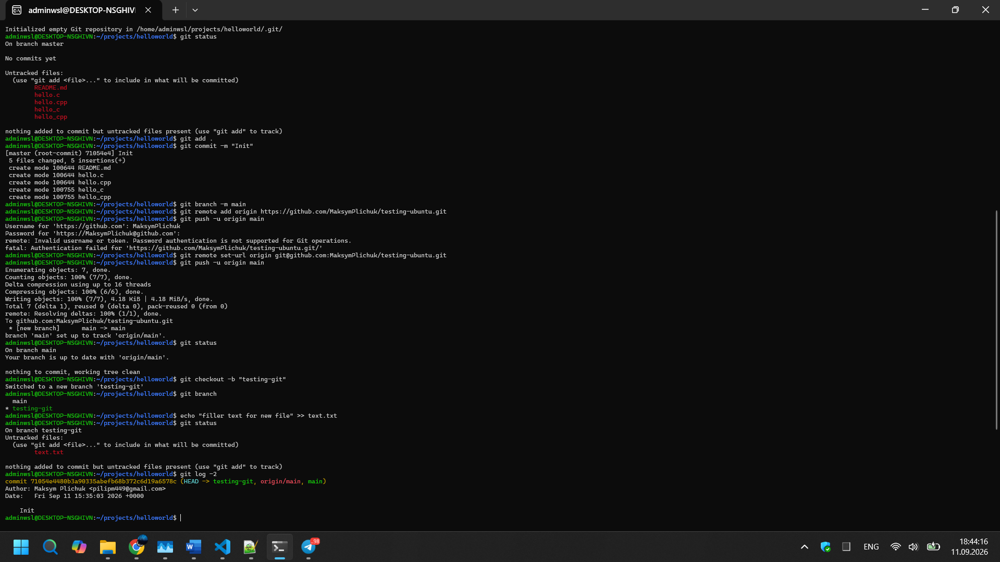 adminwsl@DESKTOP-NSGHIVI
Initialized empty Git repository in /home/adminwsl/projects/helloworld/.git/
adminwsl@DESKTOP-NSGHIVN:~/projects/helloworld$ git status
On branch master
No commits yet
Untracked files:
(use "git add <file>..." to include in what will be committed)
README.md
hello.c
hello.cpp
hello_c
hello_cpp
nothing added to commit but untracked files present (use "git add" to track)
adminwsl@DESKTOP-NSGHIVN:~/projects/helloworld$ git add .
adminwsl@DESKTOP-NSGHIVN:~/projects/helloworld$ git commit -m "Init"
[master (root-commit) 71054e4] Init
5 files changed, 5 insertions(+)
create mode 100644 README.md
create mode 100644 hello.c
create mode 100644 hello.cpp
create mode 100755 hello_c
create mode 100755 hello_cpp
adminwsl@DESKTOP-NSGHIVN:~/projects/helloworld$ git branch -m main
adminwsl@DESKTOP-NSGHIVN:~/projects/helloworld$ git remote add origin https://github.com/MaksymPlichuk/testing-ubuntu.git
adminwsl@DESKTOP-NSGHIVN:~/projects/helloworld$ git push -u origin main
Username for 'https://github.com': MaksymPlichuk
Password for 'https://MaksymPlichuk@github.com':
remote: Invalid username or token. Password authentication is not supported for Git operations.
fatal: Authentication failed for 'https://github.com/MaksymPlichuk/testing-ubuntu.git/'
adminwsl@DESKTOP-NSGHIVN:~/projects/helloworld$ git remote set-url origin git@github.com:MaksymPlichuk/testing-ubuntu.git
adminwsl@DESKTOP-NSGHIVN:~/projects/helloworld$ git push -u origin main
Enumerating objects: 7, done.
Counting objects: 100% (7/7), done.
Delta compression using up to 16 threads
Compressing objects: 100% (6/6), done.
Writing objects: 100% (7/7), 4.18 KiB | 4.18 MiB/s, done.
Total 7 (delta 1), reused 0 (delta 0), pack-reused 0 (from 0)
remote: Resolving deltas: 100% (1/1), done.
To github.com:MaksymPlichuk/testing-ubuntu.git
* [new branch]      main -> main
branch 'main' set up to track 'origin/main'.
adminwsl@DESKTOP-NSGHIVN:~/projects/helloworld$ git status
On branch main
Your branch is up to date with 'origin/main'.
nothing to commit, working tree clean
adminwsl@DESKTOP-NSGHIVN:~/projects/helloworld$ git checkout -b "testing-git"
Switched to a new branch 'testing-git'
adminwsl@DESKTOP-NSGHIVN:~/projects/helloworld$ git branch
main
* testing-git
adminwsl@DESKTOP-NSGHIVN:~/projects/helloworld$ echo "filler text for new file" >> text.txt
adminwsl@DESKTOP-NSGHIVN:~/projects/helloworld$ git status
On branch testing-git
Untracked files:
(use "git add <file>..." to include in what will be committed)
text.txt
nothing added to commit but untracked files present (use "git add" to track)
adminwsl@DESKTOP-NSGHIVN:~/projects/helloworld$ git log -2
commit 71054e4480b3a90335abefb68b372c6d19a6578c (HEAD -> testing-git, origin/main, main)
Author: Maksym Plichuk <pilipm449@gmail.com>
Date:   Fri Sep 11 15:35:03 2026 +0000
Init
adminwsl@DESKTOP-NSGHIVN:~/projects/helloworld$
..98
ENG
18:44:16
11.09.2026